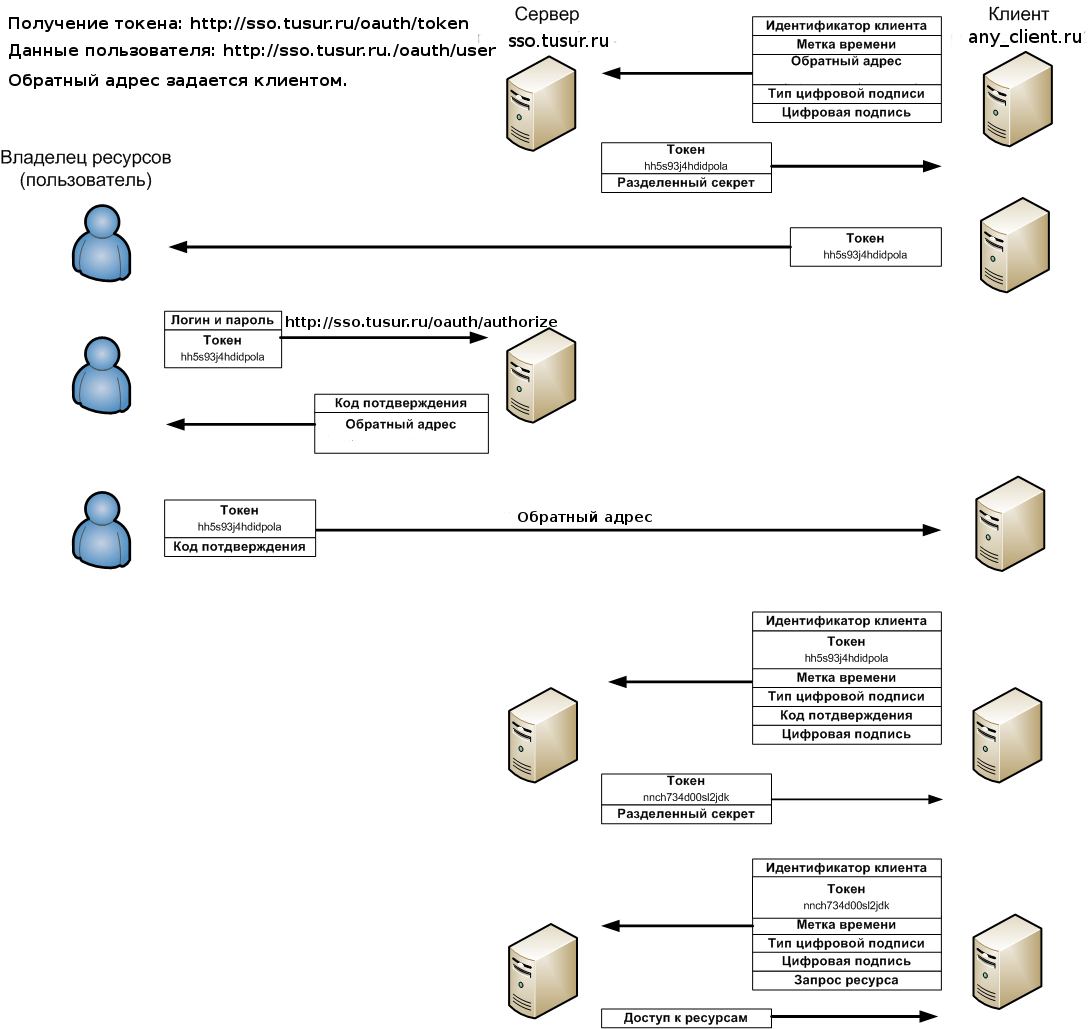 Получение токена: http://sso.tusur.ru/oauth/token
Данные пользователя: http://sso.tusur.ru./oauth/user
Обратный адрес задается клиентом.
Сервер
sso.tusur.ru
Клиент
any_client.ru
Идентификатор клиента
Метка времени
Обратный адрес
Тип цифровой подписи
Цифровая подпись
Токен
hh5s93j4hdidpola
Разделенный секрет
Владелец ресурсов
(пользователь)
Токен
hh5s93j4hdidpola
Логин и пароль
Токен
hh5s93j4hdidpola
http://sso.tusur.ru/oauth/authorize
Код потдверждения
Обратный адрес
Токен
hh5s93j4hdidpola
Код потдверждения
Обратный адрес
Идентификатор клиента
Токен
hh5s93j4hdidpola
Метка времени
Тип цифровой подписи
Код потдверждения
Цифровая подпись
Токен
nnch734d00sl2jdk
Разделенный секрет
Идентификатор клиента
Токен
nnch734d00sl2jdk
Метка времени
Тип цифровой подписи
Цифровая подпись
Запрос ресурса
Доступ к ресурсам